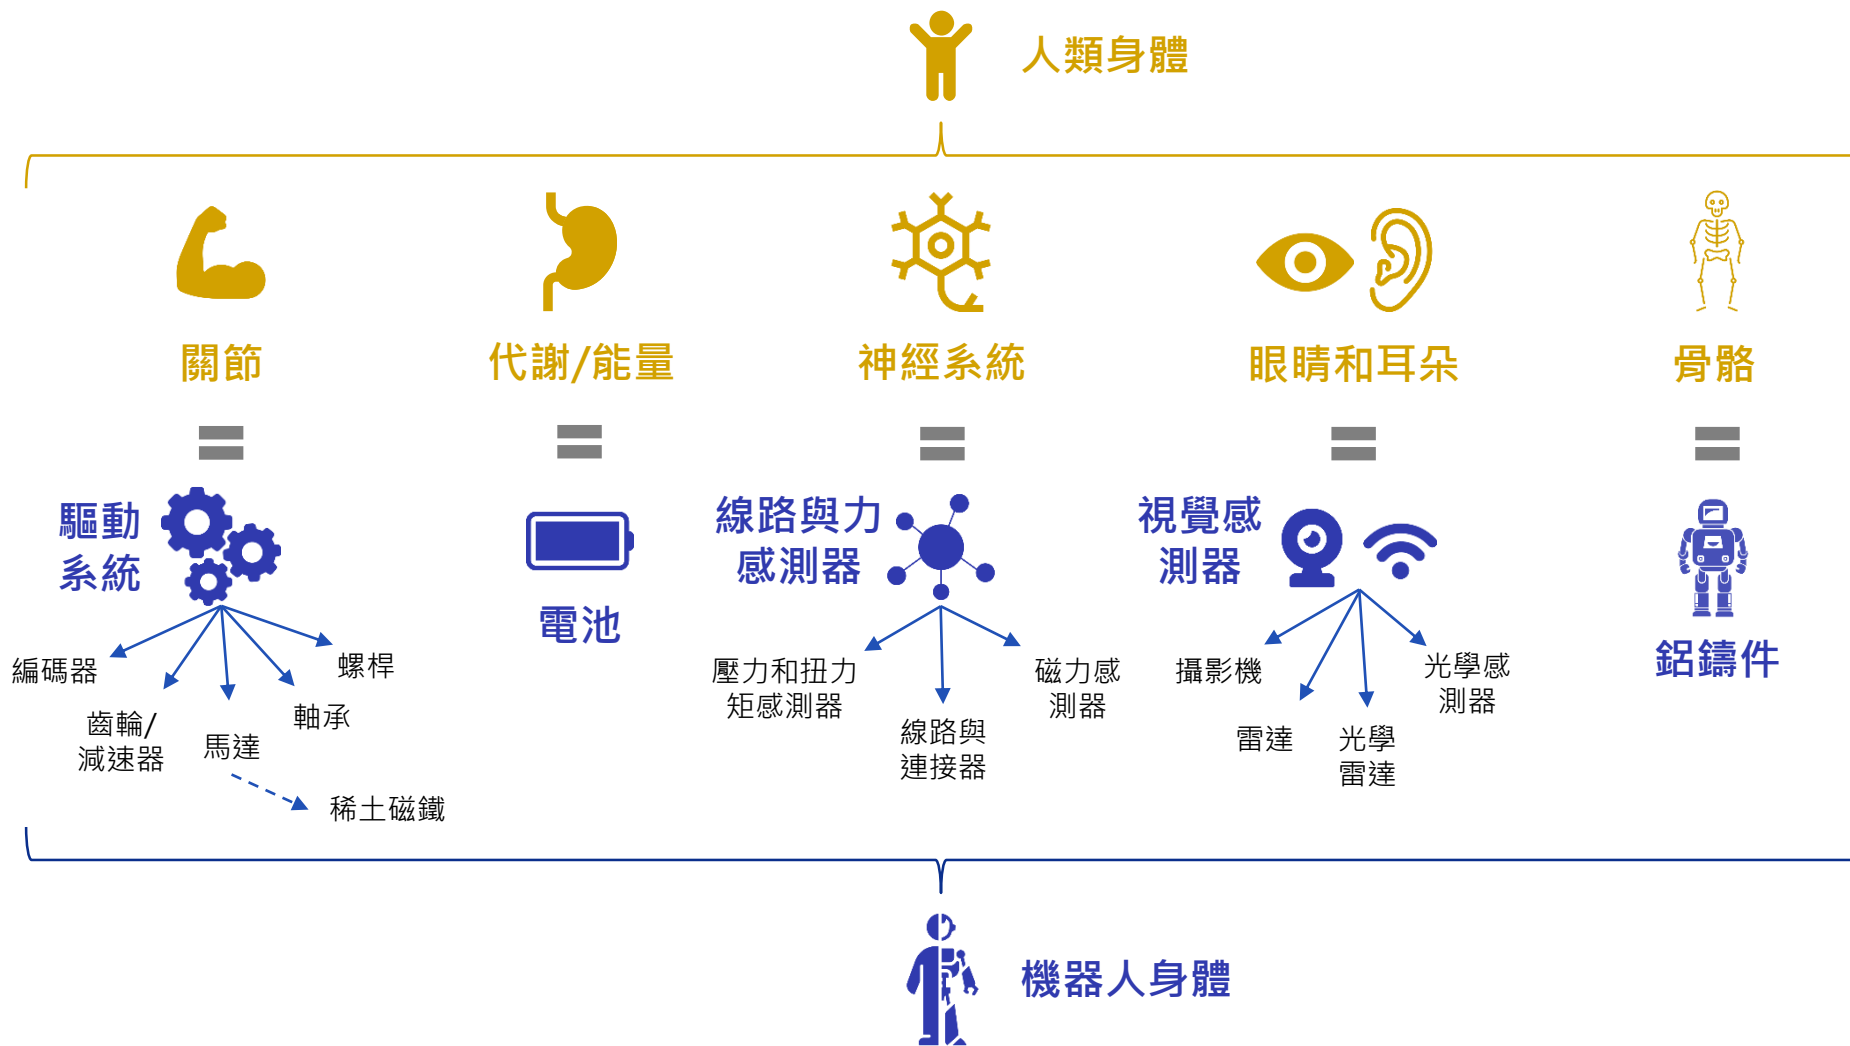 人類身體
關節
代謝/能量
神經系統
眼睛和耳朵
骨骼
驅動
系統
電池
線路與力
感測器
視覺感
測器
鋁鑄件
編碼器
齒輪/
減速器
馬達
軸承
螺桿
稀土磁鐵
壓力和扭力
矩感測器
線路與
連接器
磁力感
測器
攝影機
雷達
光學
雷達
光學感
測器
機器人身體